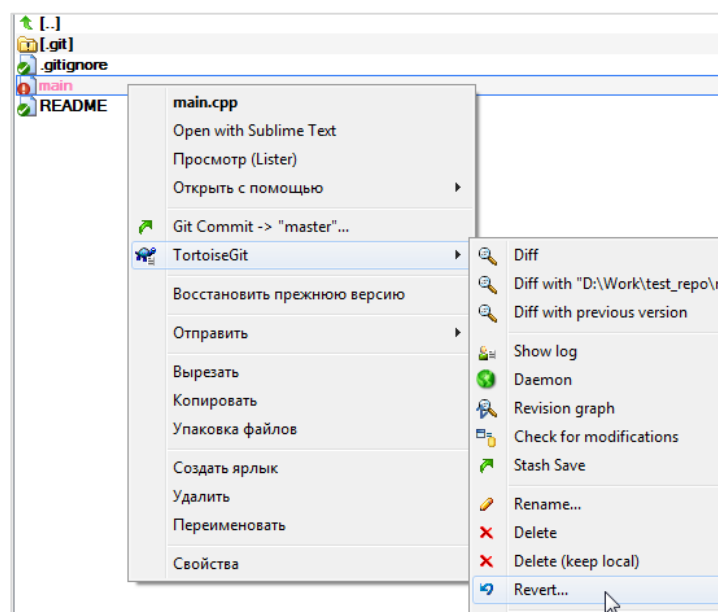 [..]
[.git]
.gitignore
main
README
main.cpp
Open with Sublime Text
Просмотр (Lister)
Открыть с помощью
Git Commit -> "master"...
TortoiseGit
Восстановить прежнюю версию
Отправить
Вырезать
Копировать
Упаковка файлов
Создать ярлык
Удалить
Переименовать
Свойства
Diff
Diff with "D:\Work\test_repo\
Diff with previous version
Show log
Daemon
Revision graph
Check for modifications
Stash Save
Rename...
Delete
Delete (keep local)
Revert...